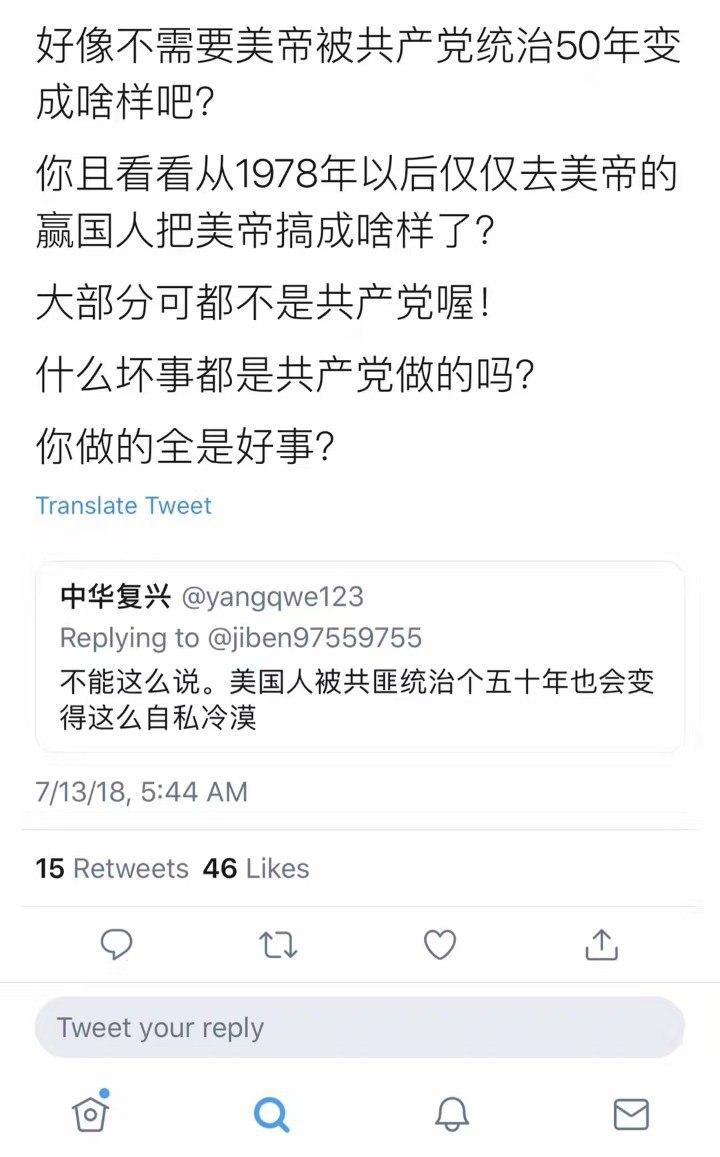 好像不需要美帝被共产党统治50年变
成啥样吧？
你且看看从1978年以后仅仅去美帝的
赢国人把美帝搞成啥样了？
大部分可都不是共产党喔！
什么坏事都是共产党做的吗？
你做的全是好事？
Translate Tweet
中华复兴 @yangqwe123
Replying to @jiben97559755
不能这么说。美国人被共匪统治个五十年也会变
得这么自私冷漠
7/13/18, 5:44 AM
15 Retweets 46 Likes
Tweet your reply